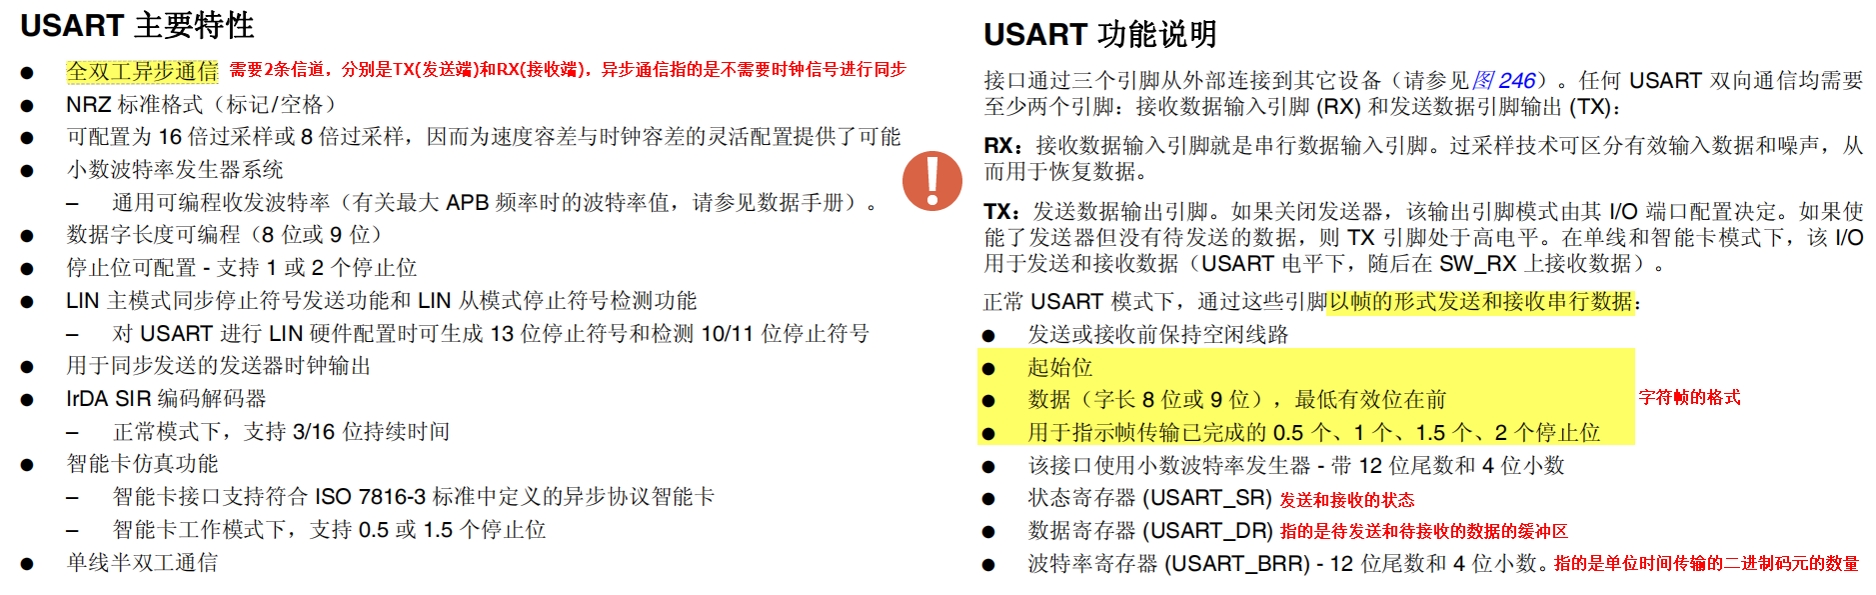 USART 主要特性
● 全双工异步通信 需要2条信道，分别是TX(发送端)和RX(接收端)，异步通信指的是不需要时钟信号进行同步
● NRZ 标准格式（标记/空格）
● 可配置为 16 倍过采样或 8 倍过采样，因而为速度容差与时钟容差的灵活配置提供了可能
● 小数波特率发生器系统
– 通用可编程收发波特率（有关最大 APB 频率时的波特率值，请参见数据手册）。
● 数据字长度可编程（8 位或 9 位）
● 停止位可配置 - 支持 1 或 2 个停止位
● LIN 主模式同步停止符号发送功能和 LIN 从模式停止符号检测功能
– 对 USART 进行 LIN 硬件配置时可生成 13 位停止符号和检测 10/11 位停止符号
● 用于同步发送的发送器时钟输出
● IrDA SIR 编码解码器
– 正常模式下，支持 3/16 位持续时间
● 智能卡仿真功能
– 智能卡接口支持符合 ISO 7816-3 标准中定义的异步协议智能卡
– 智能卡工作模式下，支持 0.5 或 1.5 个停止位
● 单线半双工通信
!
USART 功能说明
接口通过三个引脚从外部连接到其它设备（请参见图 246）。任何 USART 双向通信均需要
至少两个引脚：接收数据输入引脚 (RX) 和发送数据引脚输出 (TX)：
RX：接收数据输入引脚就是串行数据输入引脚。过采样技术可区分有效输入数据和噪声，从
而用于恢复数据。
TX：发送数据输出引脚。如果关闭发送器，该输出引脚模式由其 I/O 端口配置决定。如果使
能了发送器但没有待发送的数据，则 TX 引脚处于高电平。在单线和智能卡模式下，该 I/O
用于发送和接收数据（USART 电平下，随后在 SW_RX 上接收数据）。
正常 USART 模式下，通过这些引脚以帧的形式发送和接收串行数据：
● 发送或接收前保持空闲线路
● 起始位
● 数据（字长 8 位或 9 位），最低有效位在前 字符帧的格式
● 用于指示帧传输已完成的 0.5 个、1 个、1.5 个、2 个停止位
● 该接口使用小数波特率发生器 - 带 12 位尾数和 4 位小数
● 状态寄存器 (USART_SR) 发送和接收的状态
● 数据寄存器 (USART_DR) 指的是待发送和待接收的数据的缓冲区
● 波特率寄存器 (USART_BRR) - 12 位尾数和 4 位小数。指的是单位时间传输的二进制码元的数量